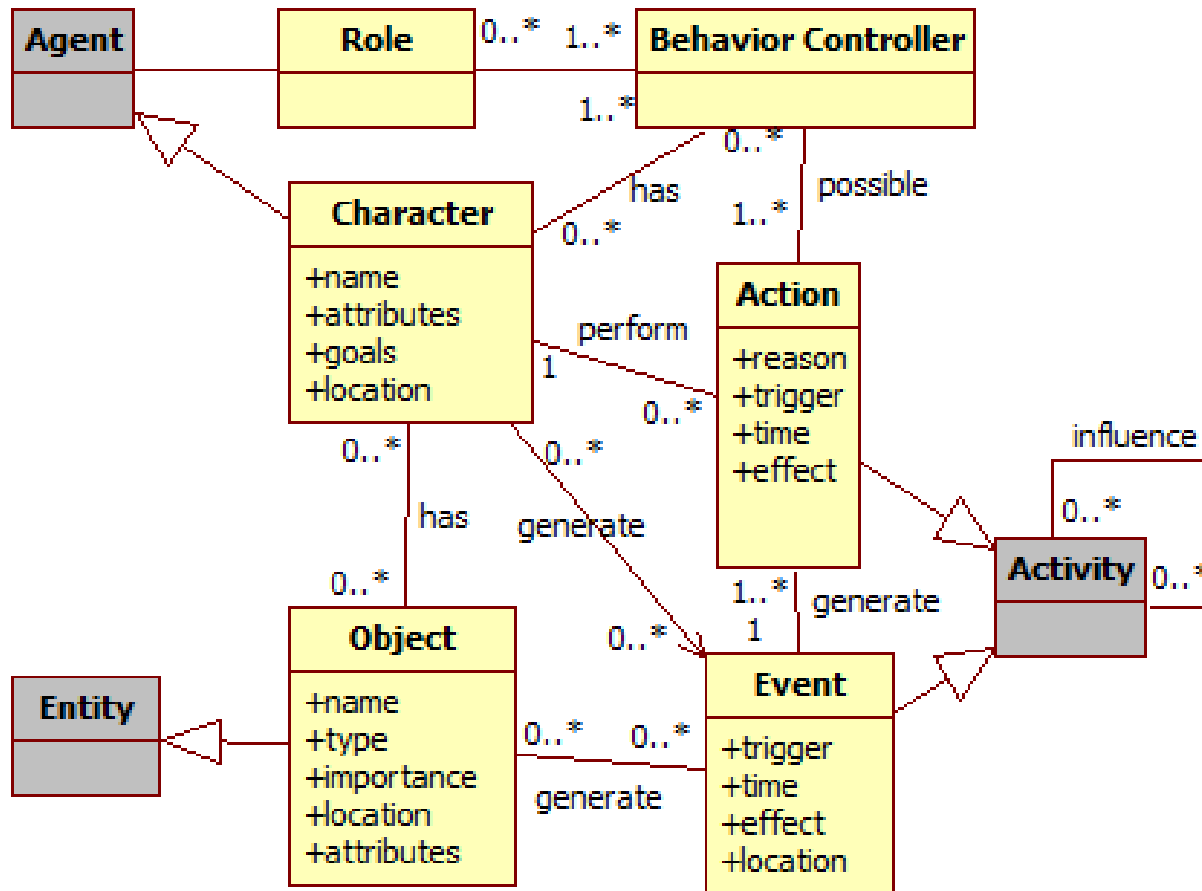 Agent
Role
0..*
1..*
Behavior Controller
1..*
0..*
has
0..*
possible
1..*
Character
+name
+attributes
+goals
+location
Action
+reason
+trigger
+time
+effect
perform
1
0..*
influence
0..*
0..*
0..*
has
generate
0..*
0..*
1..*
generate
1
Activity
0..*
Object
+name
+type
+importance
+location
+attributes
Entity
0..*
0..*
generate
Event
+trigger
+time
+effect
+location